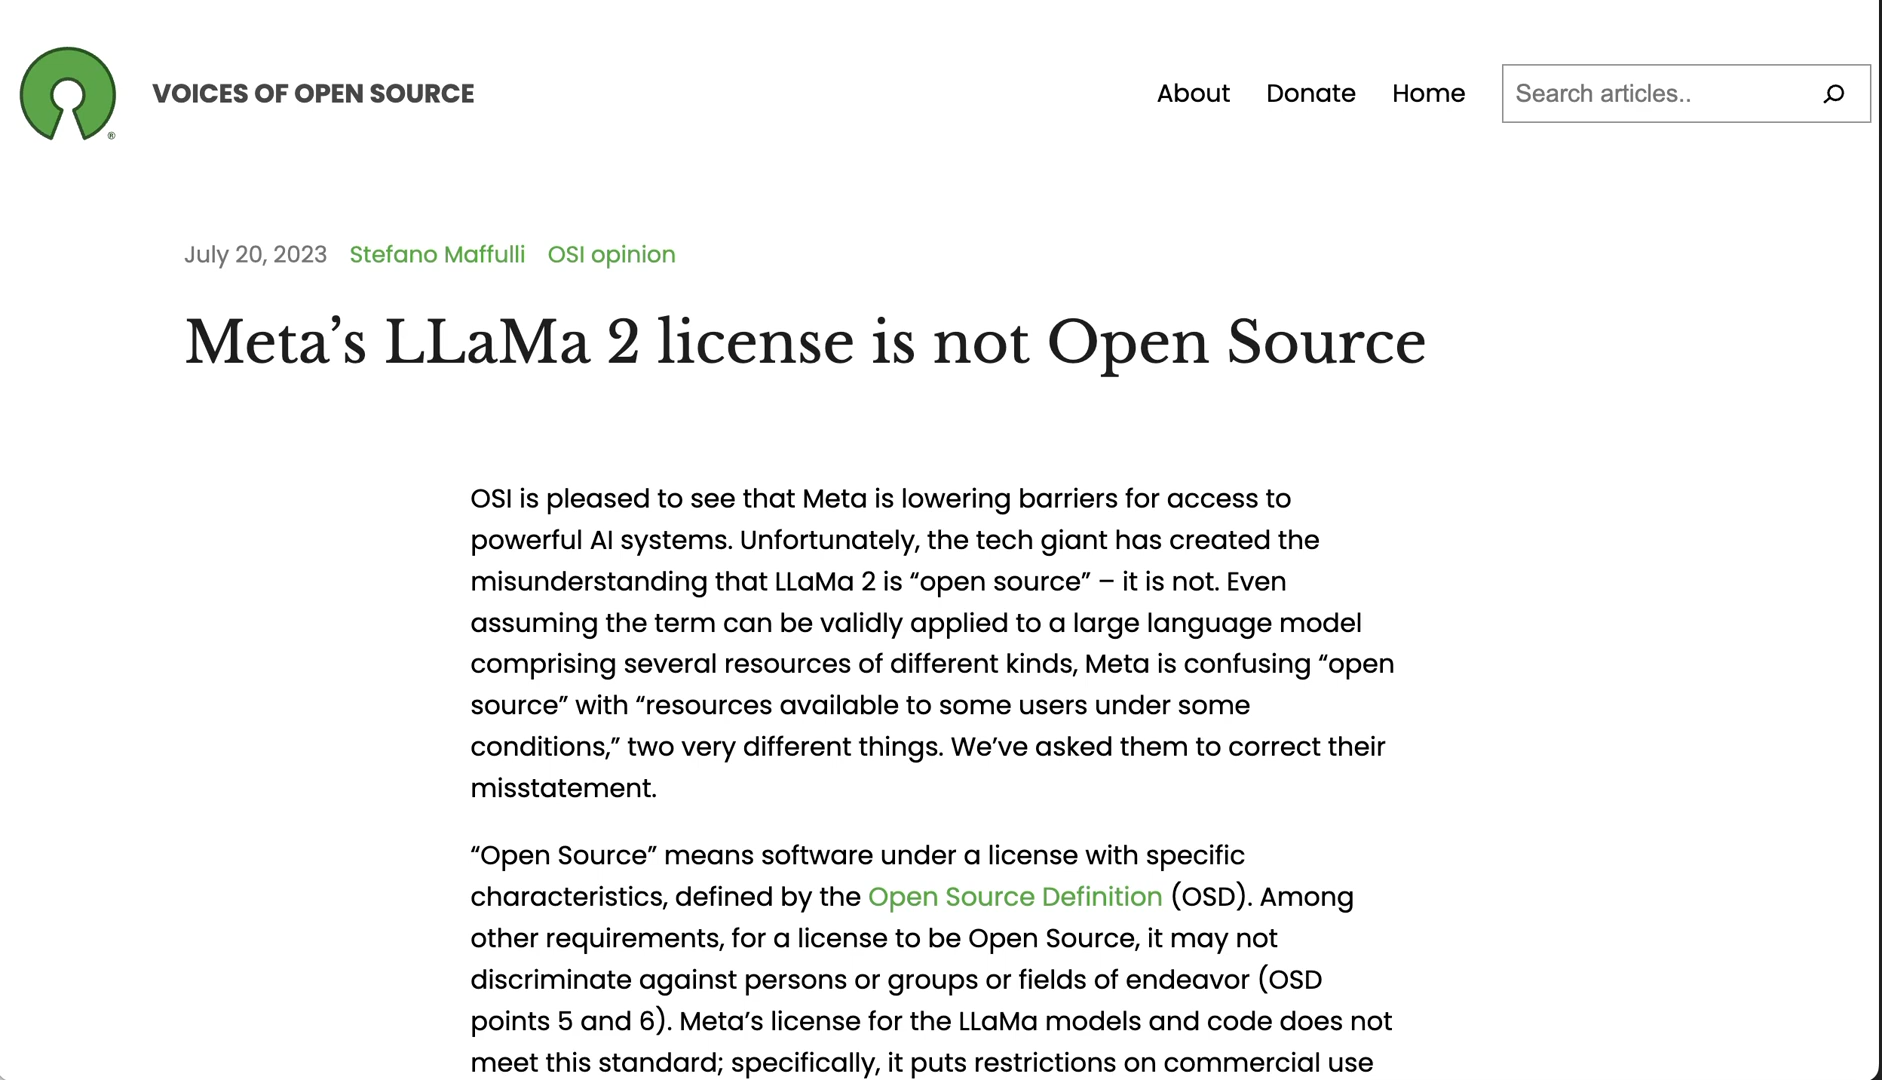 VOICES OF OPEN SOURCE
About Donate Home Search articles..
®
July 20, 2023 Stefano Maffulli OSI opinion
Meta’s LLaMa 2 license is not Open Source
OSI is pleased to see that Meta is lowering barriers for access to
powerful AI systems. Unfortunately, the tech giant has created the
misunderstanding that LLaMa 2 is “open source” – it is not. Even
assuming the term can be validly applied to a large language model
comprising several resources of different kinds, Meta is confusing “open
source” with “resources available to some users under some
conditions,” two very different things. We’ve asked them to correct their
misstatement.
“Open Source” means software under a license with specific
characteristics, defined by the Open Source Definition (OSD). Among
other requirements, for a license to be Open Source, it may not
discriminate against persons or groups or fields of endeavor (OSD
points 5 and 6). Meta’s license for the LLaMa models and code does not
meet this standard; specifically, it puts restrictions on commercial use